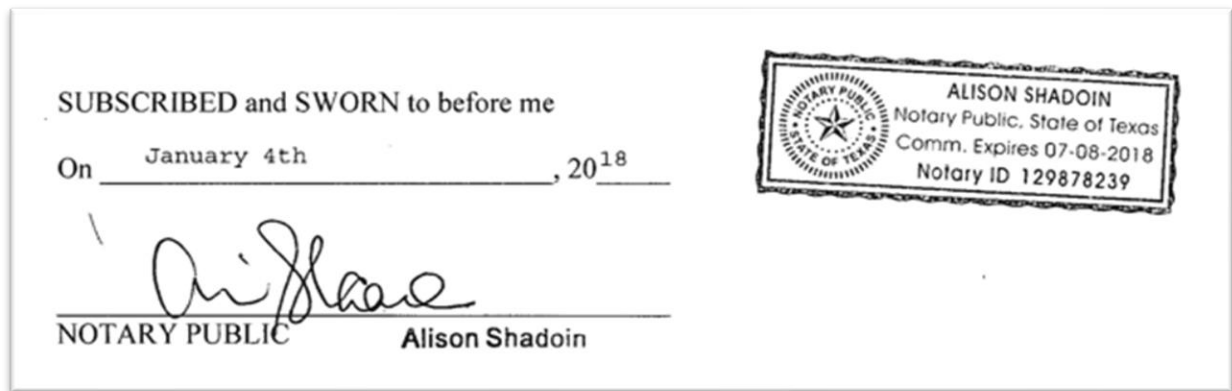 SUBSCRIBED and SWORN to before me
On January 4th, 2018
NOTARY PUBLIC
Alison Shadoin
NOTARY PUBLIC
STATE OF TEXAS
ALISON SHADOIN
Notary Public, State of Texas
Comm. Expires 07-08-2018
Notary ID 129878239